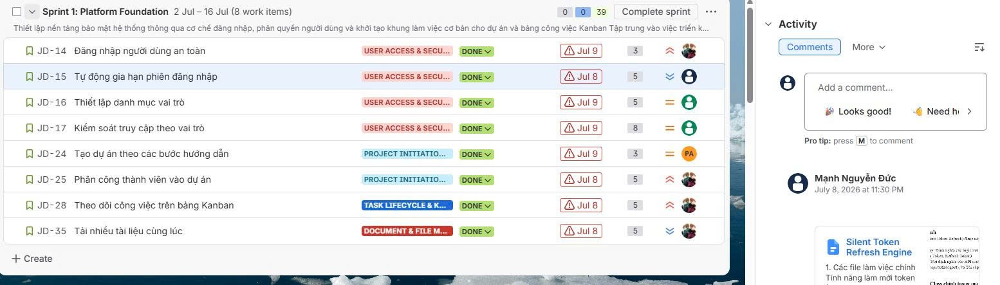 Sprint 1: Platform Foundation 2 Jul – 16 Jul (8 work items) 0 0 39 Complete sprint
Thiết lập nền tảng bảo mật hệ thống thông qua cơ chế đăng nhập, phân quyền người dùng và khởi tạo khung làm việc cơ bản cho dự án và bảng công việc Kanban Tập trung vào việc triển k...
JD-14 Đăng nhập người dùng an toàn USER ACCESS & SECU... DONE Jul 9 3
JD-15 Tự động gia hạn phiên đăng nhập USER ACCESS & SECU... DONE Jul 8 5
JD-16 Thiết lập danh mục vai trò USER ACCESS & SECU... DONE Jul 9 5
JD-17 Kiểm soát truy cập theo vai trò USER ACCESS & SECU... DONE Jul 9 8
JD-24 Tạo dự án theo các bước hướng dẫn PROJECT INITIATIO... DONE Jul 9 3 PA
JD-25 Phân công thành viên vào dự án PROJECT INITIATIO... DONE Jul 8 5
JD-28 Theo dõi công việc trên bảng Kanban TASK LIFECYCLE & K... DONE Jul 8 5
JD-35 Tải nhiều tài liệu cùng lúc DOCUMENT & FILE M... DONE Jul 8 5
+ Create
Activity
Comments More
Add a comment...
Looks good! Need
Pro tip: press M to comment
Mạnh Nguyễn Đức
July 8, 2026 at 11:30 PM
Silent Token
Refresh Engine
1. Các file làm việc chính
Tính năng làm mới token